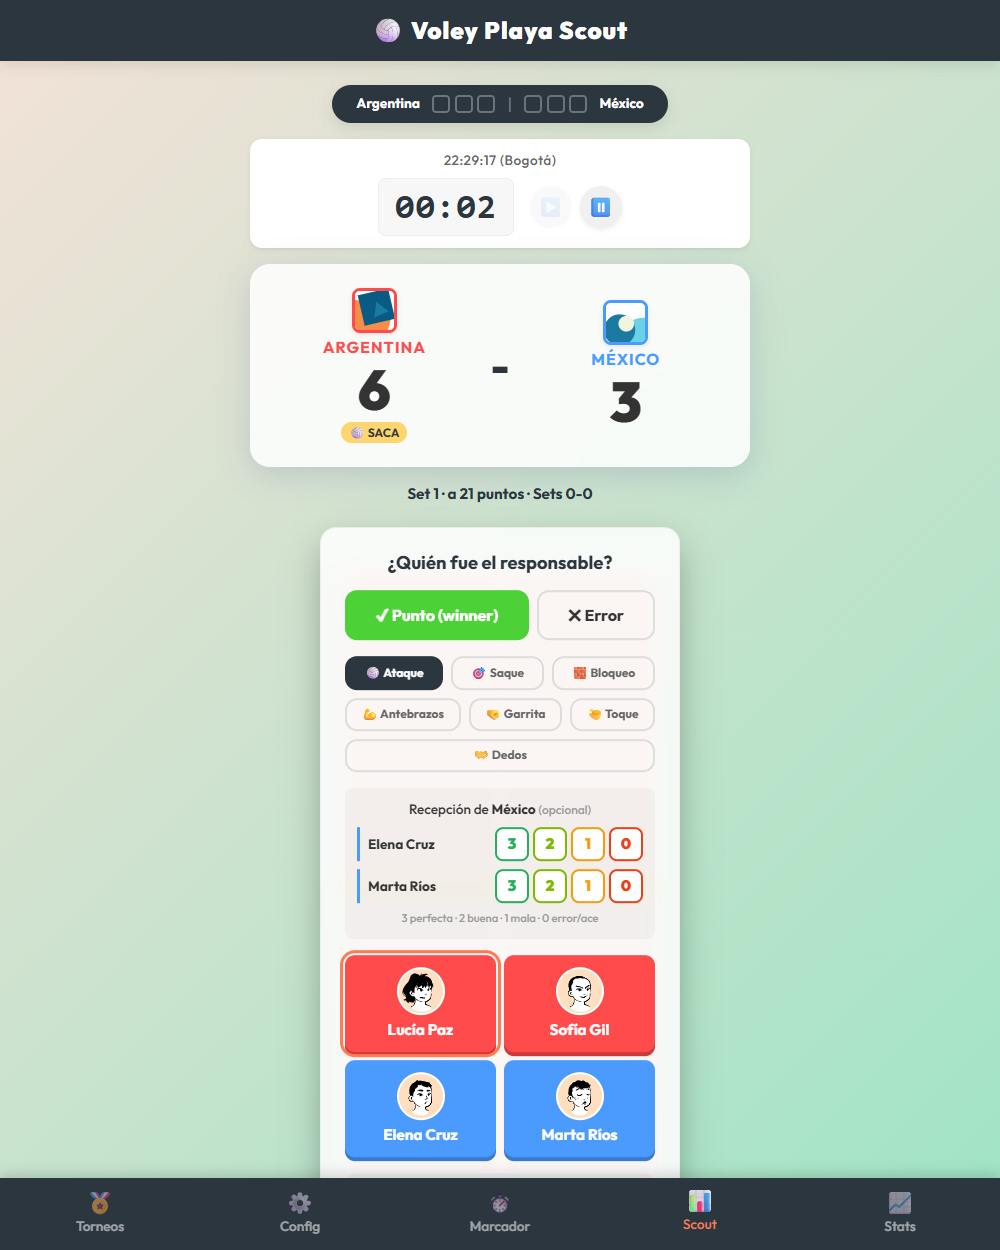 Voley Playa Scout
Argentina | México
22:29:17 (Bogotá)
00:02
ARGENTINA
6
SACA
-
MÉXICO
3
Set 1 · a 21 puntos · Sets 0-0
¿Quién fue el responsable?
✓ Punto (winner)
✕ Error
Ataque
Saque
Bloqueo
Antebrazos
Garrita
Toque
Dedos
Recepción de México (opcional)
Elena Cruz 3 2 1 0
Marta Ríos 3 2 1 0
3 perfecta · 2 buena · 1 mala · 0 error/ace
Lucía Paz
Sofía Gil
Elena Cruz
Marta Ríos
Torneos
Config
Marcador
Scout
Stats